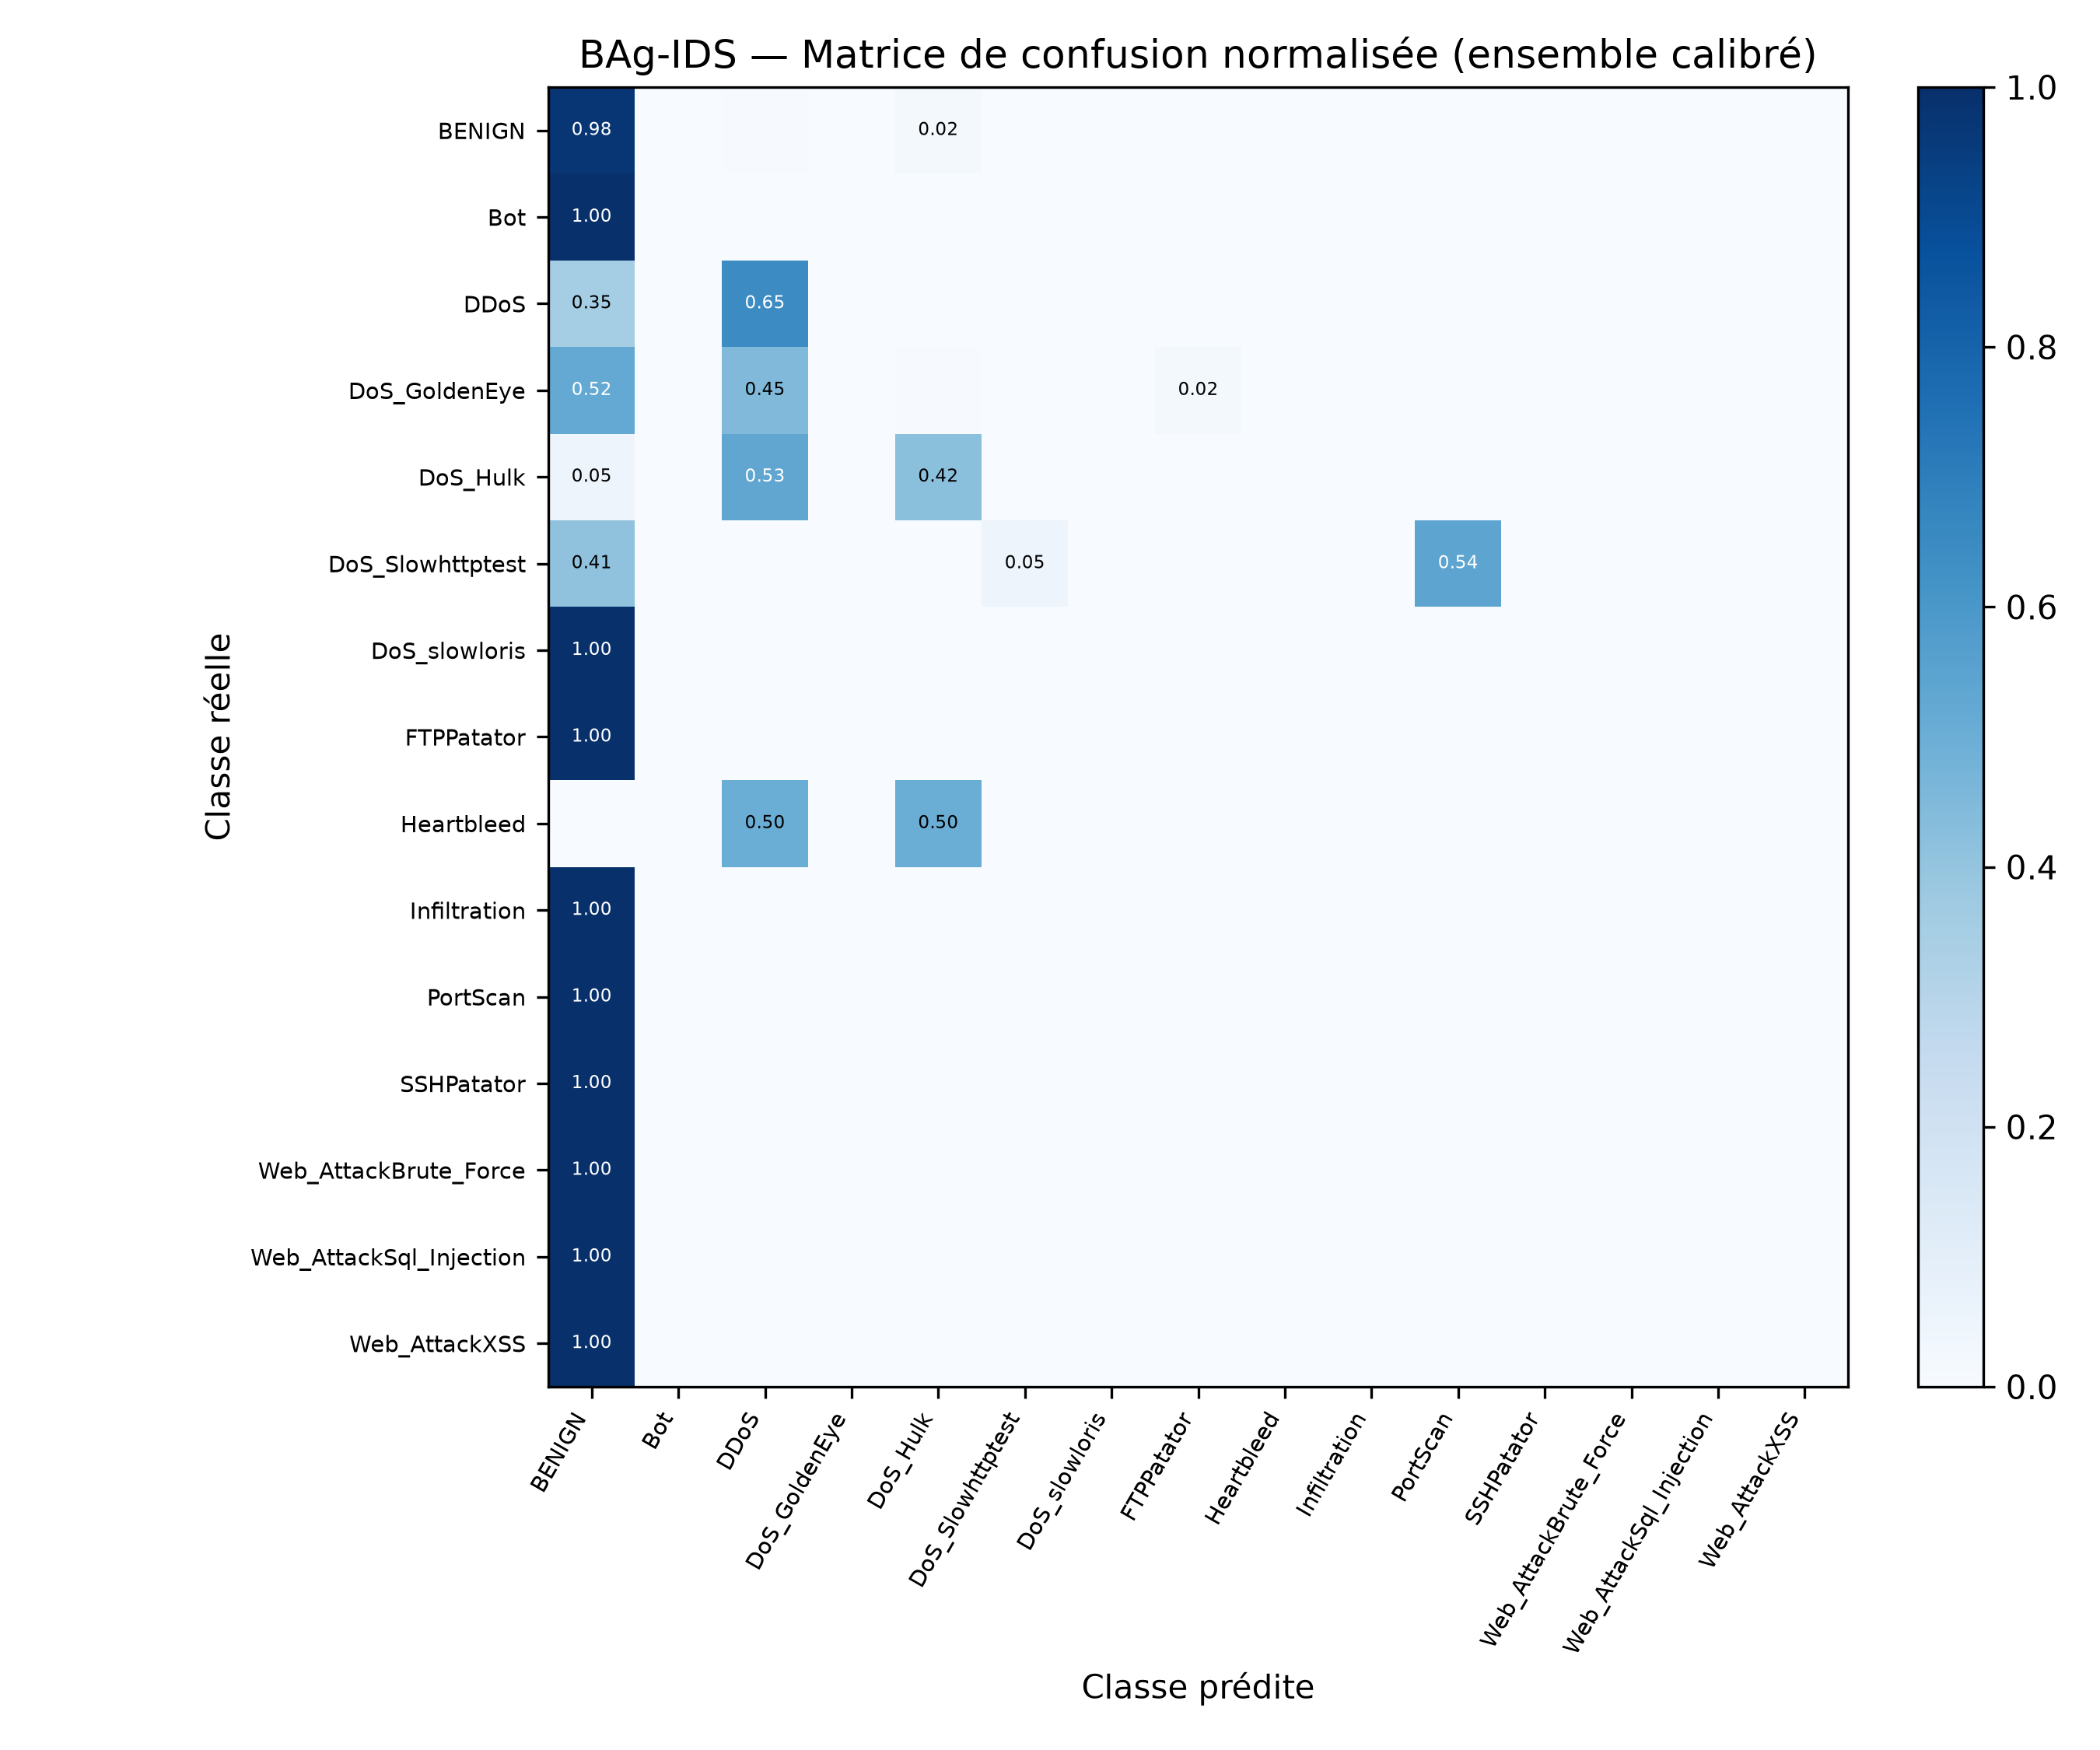 BAg-IDS — Matrice de confusion normalisée (ensemble calibré)
BENIGN 0.98 0.02
Bot 1.00
DDoS 0.35 0.65
DoS_GoldenEye 0.52 0.45 0.02
DoS_Hulk 0.05 0.53 0.42
DoS_Slowhttptest 0.41 0.05 0.54
DoS_slowloris 1.00
FTPPatator 1.00
Heartbleed 0.50 0.50
Infiltration 1.00
PortScan 1.00
SSHPatator 1.00
Web_AttackBrute_Force 1.00
Web_AttackSql_Injection 1.00
Web_AttackXSS 1.00
Classe réelle
BENIGN
Bot
DDoS
DoS_GoldenEye
DoS_Hulk
DoS_Slowhttptest
DoS_slowloris
FTPPatator
Heartbleed
Infiltration
PortScan
SSHPatator
Web_AttackBrute_Force
Web_AttackSql_Injection
Web_AttackXSS
Classe prédite
1.0
0.8
0.6
0.4
0.2
0.0